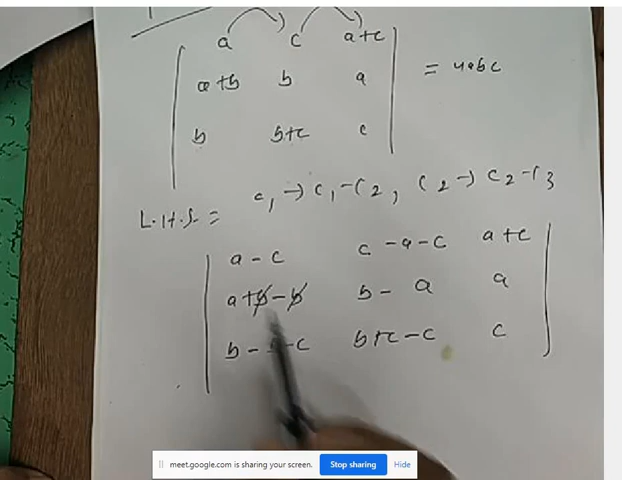 a c a+c
a+b b a = 4abc
b b+c c
L.H.S. = C₁ → C₁-C₂, C₂ → C₂-C₃
a-c c-a-c a+c
a+b-b b-a a
b- -c b+c-c c
meet.google.com is sharing your screen. Stop sharing Hide